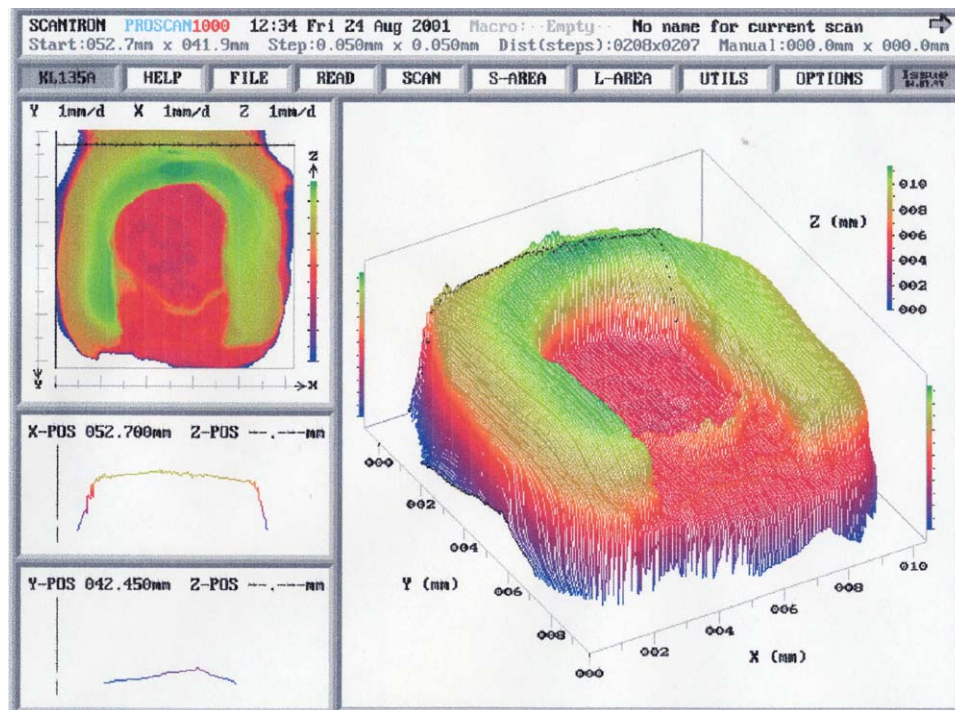 SCANTRON PROSCAN1000 12:34 Fri 24 Aug 2001 Macro:--Empty-- No name for current scan
Start:052.7mm x 041.9mm Step:0.050mm x 0.050mm Dist(steps):0208x0207 Manual:000.0mm x 000.0mm
KL135A HELP FILE READ SCAN S-AREA L-AREA UTILS OPTIONS Issue
Y 1mm/d X 1mm/d Z 1mm/d
Z
Y
X
X-POS 052.700mm Z-POS --.---mm
Y-POS 042.450mm Z-POS --.---mm
Z (mm)
010
008
006
004
002
000
000
002
004
006
008
Y (mm)
000
002
004
006
008
010
X (mm)